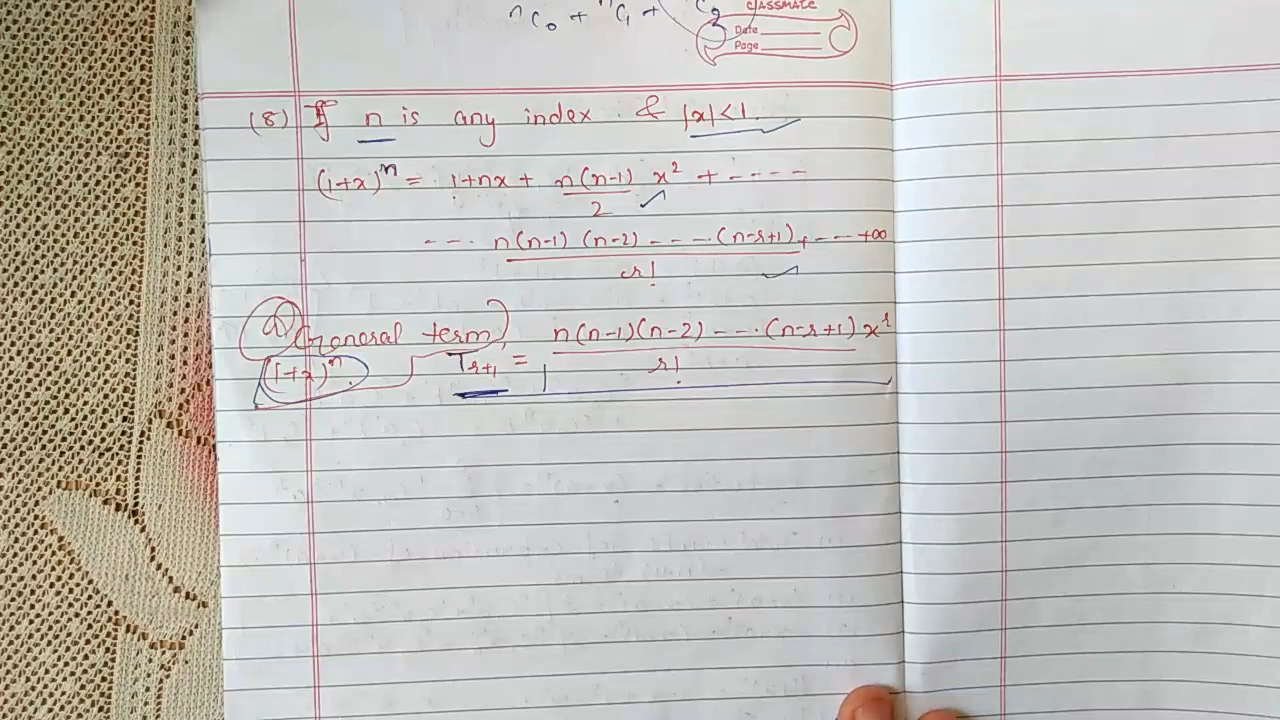 ⁿC₀ + ⁿC₁ + C₂
CLASSMATE
Date
Page
(8) If n is any index & |x|<1.
(1+x)ⁿ = 1+nx + n(n-1)/2 x² + ----
---. n(n-1) (n-2) ---.(n-r+1)/r! + --- +∞
a) General term, n(n-1)(n-2) --- .(n-r+1) xʳ
(1+x)ⁿ Tᵣ₊₁ = r!